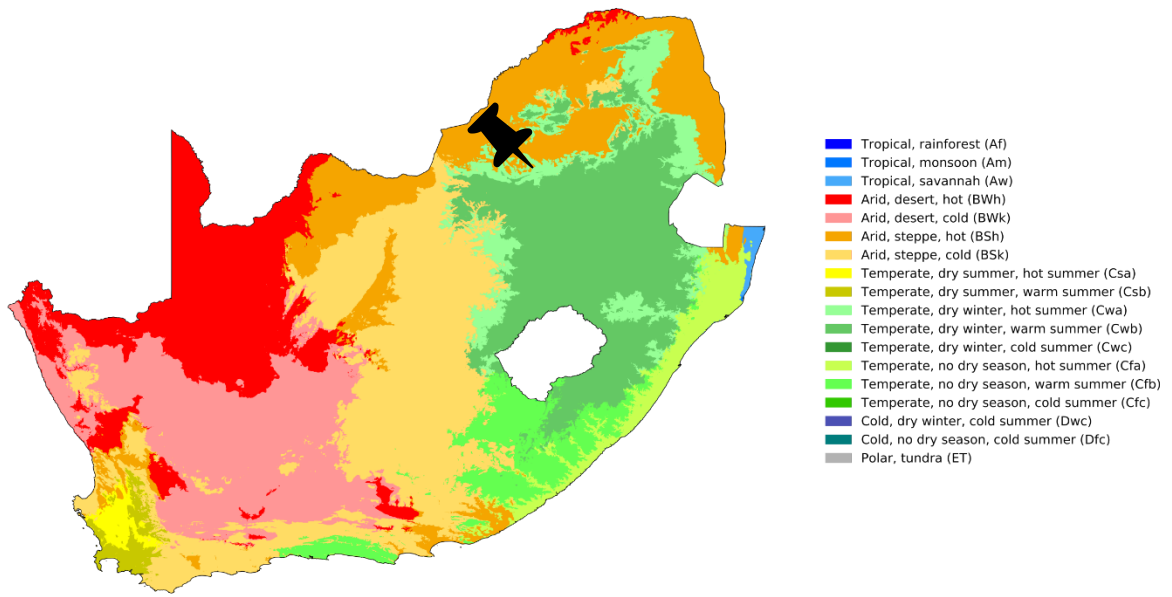 Tropical, rainforest (Af)
Tropical, monsoon (Am)
Tropical, savannah (Aw)
Arid, desert, hot (BWh)
Arid, desert, cold (BWk)
Arid, steppe, hot (BSh)
Arid, steppe, cold (BSk)
Temperate, dry summer, hot summer (Csa)
Temperate, dry summer, warm summer (Csb)
Temperate, dry winter, hot summer (Cwa)
Temperate, dry winter, warm summer (Cwb)
Temperate, dry winter, cold summer (Cwc)
Temperate, no dry season, hot summer (Cfa)
Temperate, no dry season, warm summer (Cfb)
Temperate, no dry season, cold summer (Cfc)
Cold, dry winter, cold summer (Dwc)
Cold, no dry season, cold summer (Dfc)
Polar, tundra (ET)